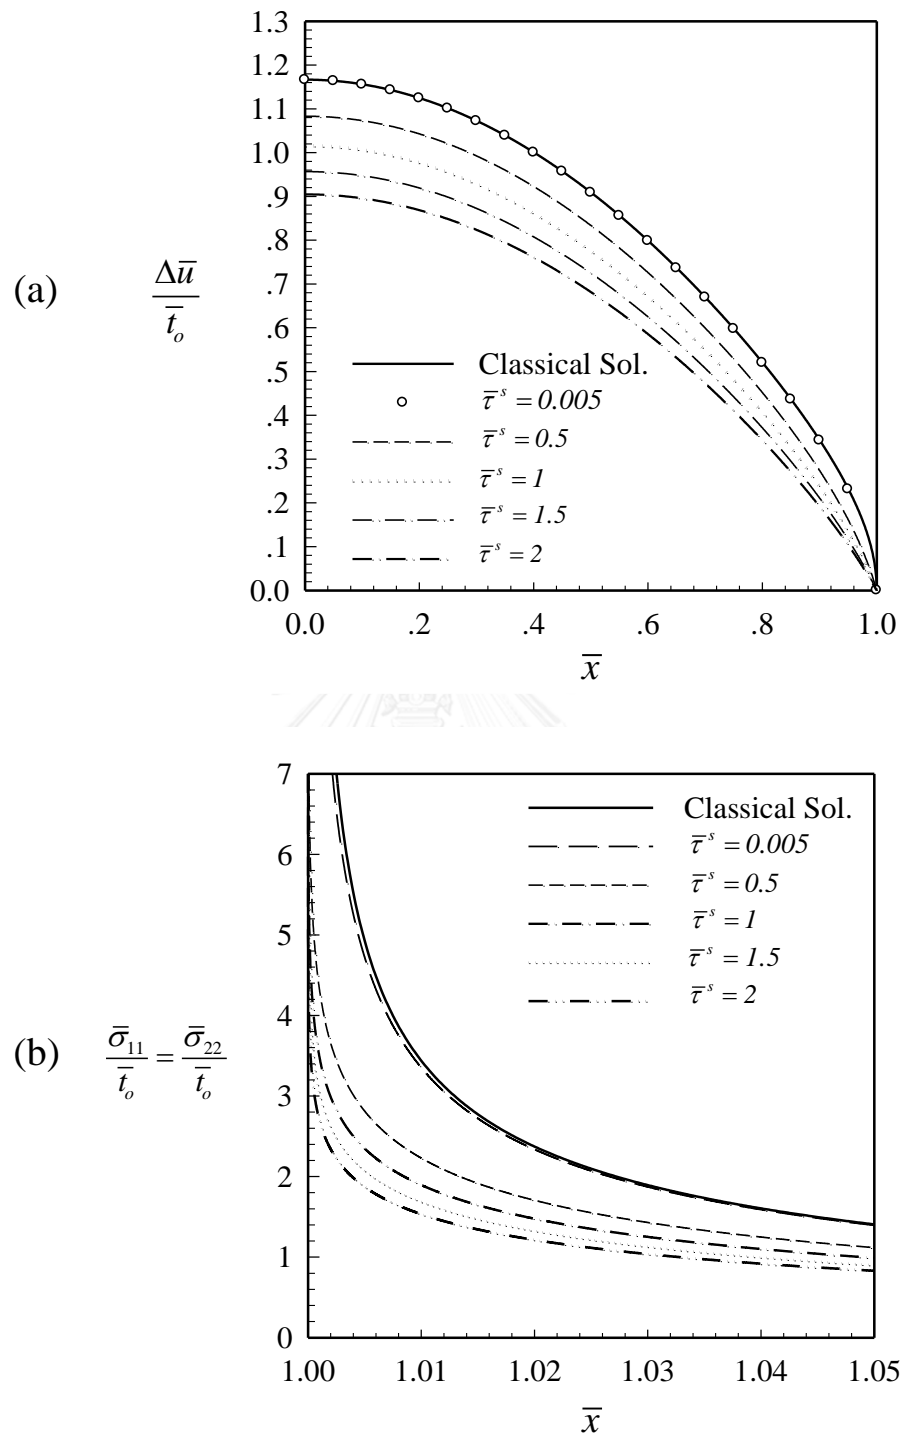 1.3
1.2
1.1
1.0
.9
.8
.7
.6
.5
.4
.3
.2
.1
0.0
(a)
Δu̅ / t̅ₒ
Classical Sol.
τ̅ˢ = 0.005
τ̅ˢ = 0.5
τ̅ˢ = 1
τ̅ˢ = 1.5
τ̅ˢ = 2
0.0 .2 .4 .6 .8 1.0
x̅
7
6
5
4
3
2
1
0
(b)
σ̅₁₁ / t̅ₒ = σ̅₂₂ / t̅ₒ
Classical Sol.
τ̅ˢ = 0.005
τ̅ˢ = 0.5
τ̅ˢ = 1
τ̅ˢ = 1.5
τ̅ˢ = 2
1.00 1.01 1.02 1.03 1.04 1.05
x̅